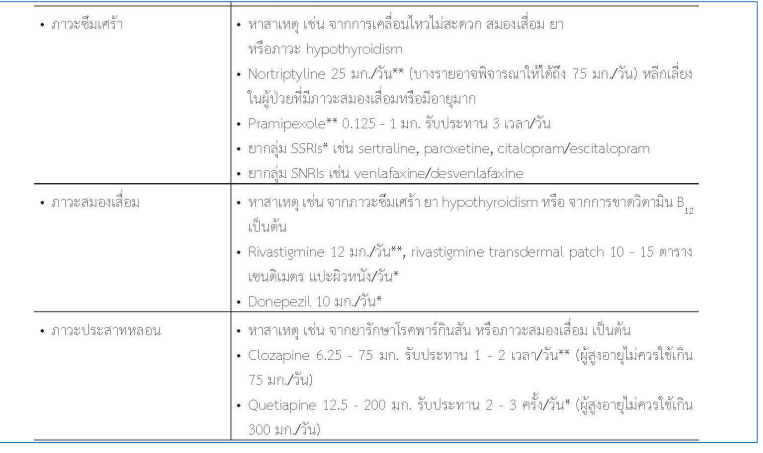 • ภาวะซึมเศร้า
• หาสาเหตุ เช่น จากการเคลื่อนไหวไม่สะดวก สมองเสื่อม ยา
หรือภาวะ hypothyroidism
• Nortriptyline 25 มก./วัน** (บางรายอาจพิจารณาให้ได้ถึง 75 มก./วัน) หลีกเลี่ยง
ในผู้ป่วยที่มีภาวะสมองเสื่อมหรือมีอายุมาก
• Pramipexole** 0.125 - 1 มก. รับประทาน 3 เวลา/วัน
• ยากลุ่ม SSRIs* เช่น sertraline, paroxetine, citalopram/escitalopram
• ยากลุ่ม SNRIs เช่น venlafaxine/desvenlafaxine
• ภาวะสมองเสื่อม
• หาสาเหตุ เช่น จากภาวะซึมเศร้า ยา hypothyroidism หรือ จากการขาดวิตามิน B12
เป็นต้น
• Rivastigmine 12 มก./วัน**, rivastigmine transdermal patch 10 - 15 ตาราง
เซนติเมตร แปะผิวหนัง/วัน*
• Donepezil 10 มก./วัน*
• ภาวะประสาทหลอน
• หาสาเหตุ เช่น จากยารักษาโรคพาร์กินสัน หรือภาวะสมองเสื่อม เป็นต้น
• Clozapine 6.25 - 75 มก. รับประทาน 1 - 2 เวลา/วัน** (ผู้สูงอายุไม่ควรใช้เกิน
75 มก./วัน)
• Quetiapine 12.5 - 200 มก. รับประทาน 2 - 3 ครั้ง/วัน* (ผู้สูงอายุไม่ควรใช้เกิน
300 มก./วัน)